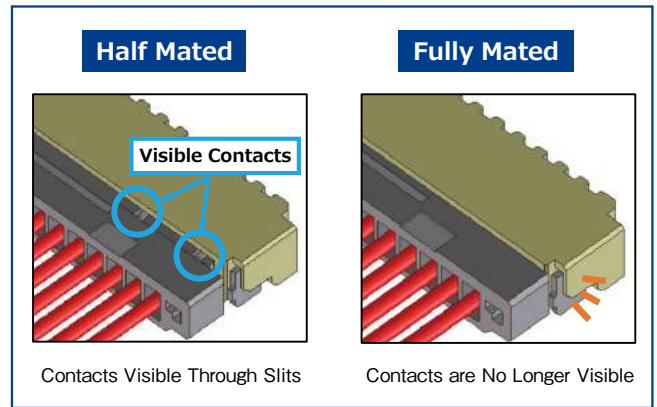 Half Mated
Fully Mated
Visible Contacts
Contacts Visible Through Slits
Contacts are No Longer Visible